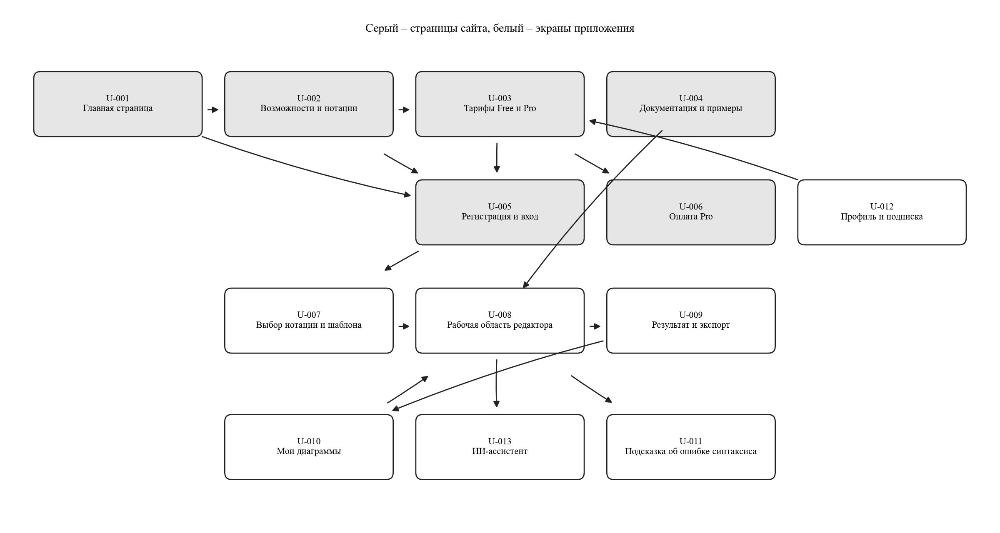 Серый – страницы сайта, белый – экраны приложения
U-001
Главная страница
U-002
Возможности и нотации
U-003
Тарифы Free и Pro
U-004
Документация и примеры
U-005
Регистрация и вход
U-006
Оплата Pro
U-012
Профиль и подписка
U-007
Выбор нотации и шаблона
U-008
Рабочая область редактора
U-009
Результат и экспорт
U-010
Мои диаграммы
U-013
ИИ-ассистент
U-011
Подсказка об ошибке синтаксиса